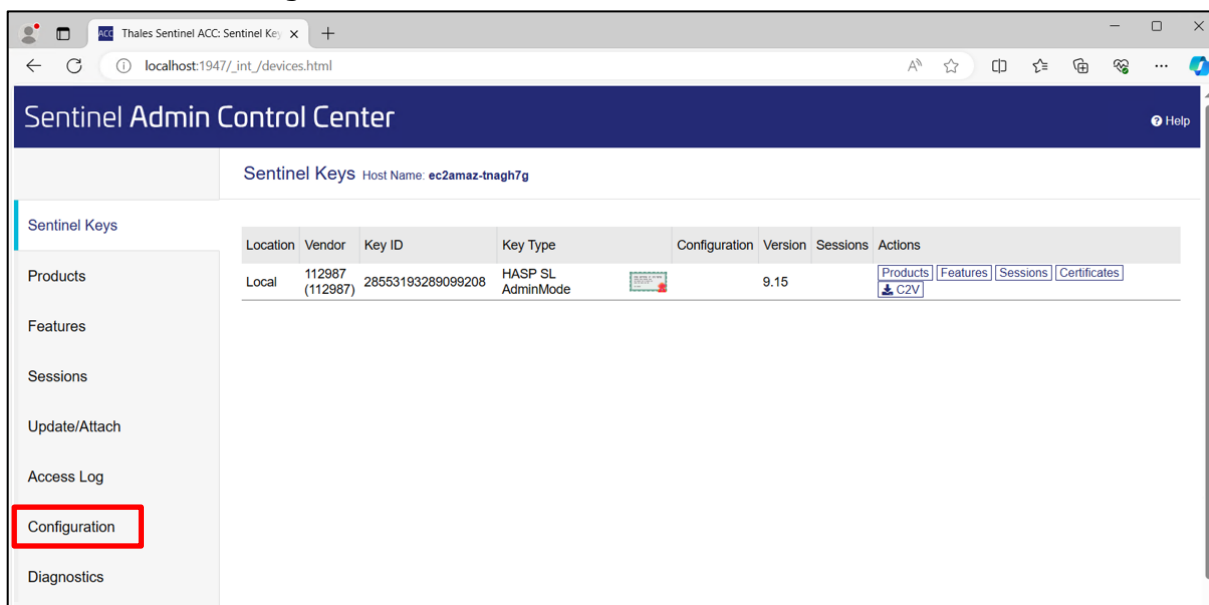 ACC Thales Sentinel ACC: Sentinel Key
localhost:1947/_int_/devices.html
Sentinel Admin Control Center
Help
Sentinel Keys Host Name: ec2amaz-tnagh7g
Sentinel Keys
Products
Features
Sessions
Update/Attach
Access Log
Configuration
Diagnostics
Location Vendor Key ID Key Type Configuration Version Sessions Actions
Local 112987 (112987) 28553193289099208 HASP SL AdminMode 9.15 Products Features Sessions Certificates
C2V